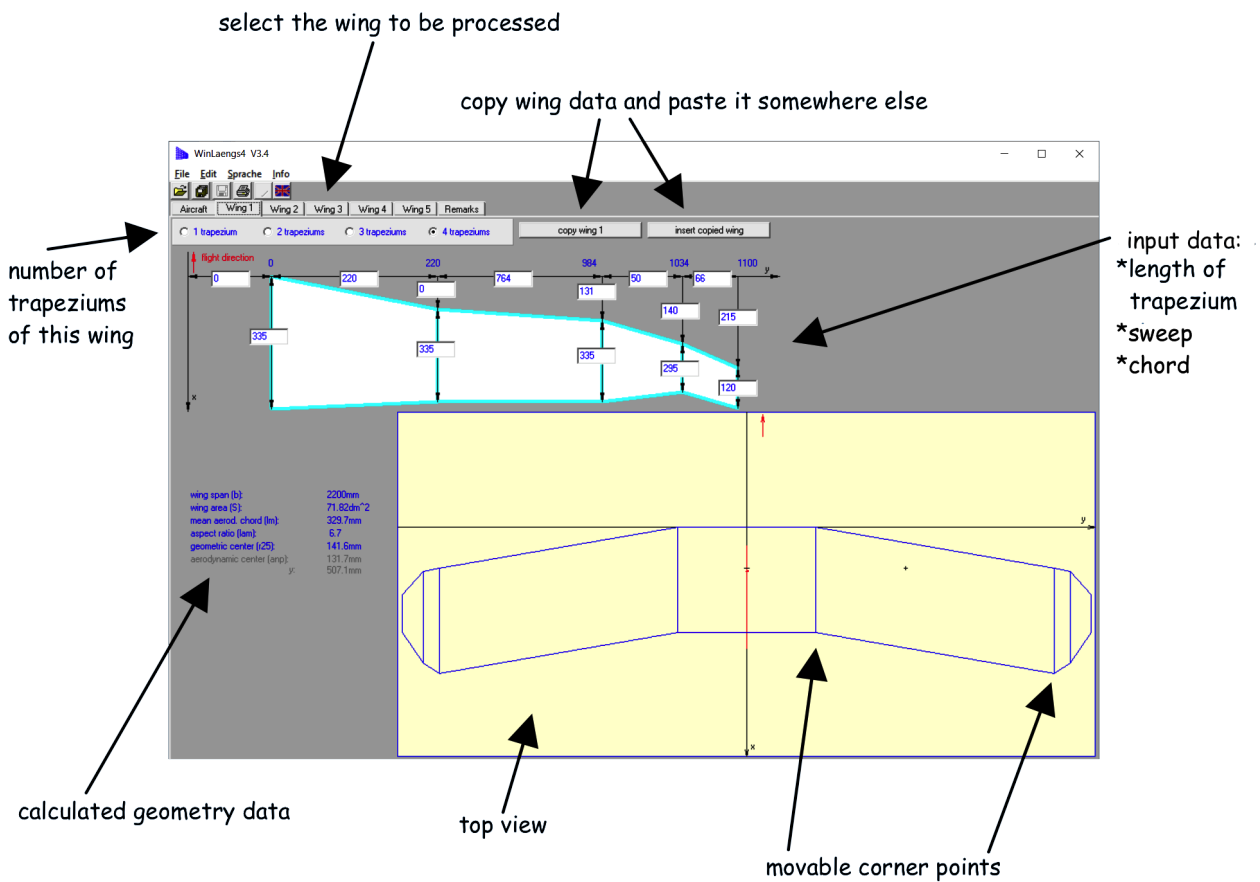 select the wing to be processed
copy wing data and paste it somewhere else
WinLaengs4 V3.4
File Edit Sprache Info
Aircraft Wing 1 Wing 2 Wing 3 Wing 4 Wing 5 Remarks
1 trapezium 2 trapeziums 3 trapeziums 4 trapeziums copy wing 1 insert copied wing
number of
trapeziums
of this wing
input data:
*length of
trapezium
*sweep
*chord
flight direction 0 220 984 1034 1100 y
0 220 764 50 66
0 131 140 215
335 335 335 295 120
x
wing span (b): 2200mm
wing area (S): 71.82dm^2
mean aerod. chord (lm): 329.7mm
aspect ratio (lam): 6.7
geometric center (r25): 141.6mm
aerodynamic center (anp): 131.7mm
y: 507.1mm
y
x
calculated geometry data
top view
movable corner points